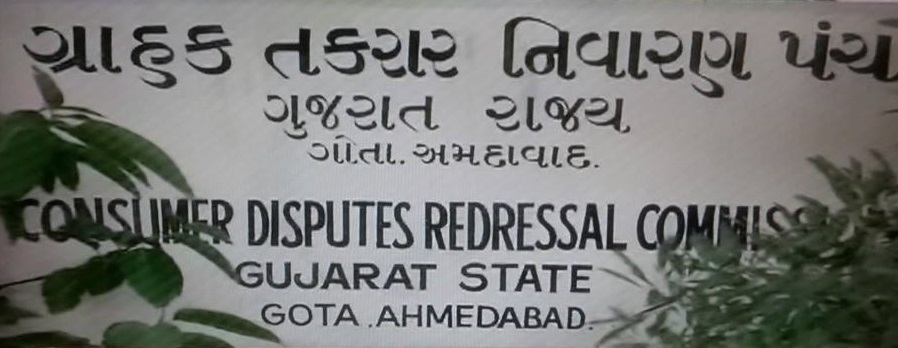 ગ્રાહક તકરાર નિવારણ પંચ
ગુજરાત રાજ્ય
ગોતા.અમદાવાદ.
CONSUMER DISPUTES REDRESSAL
GUJARAT STATE
GOTA.AHMEDABAD.